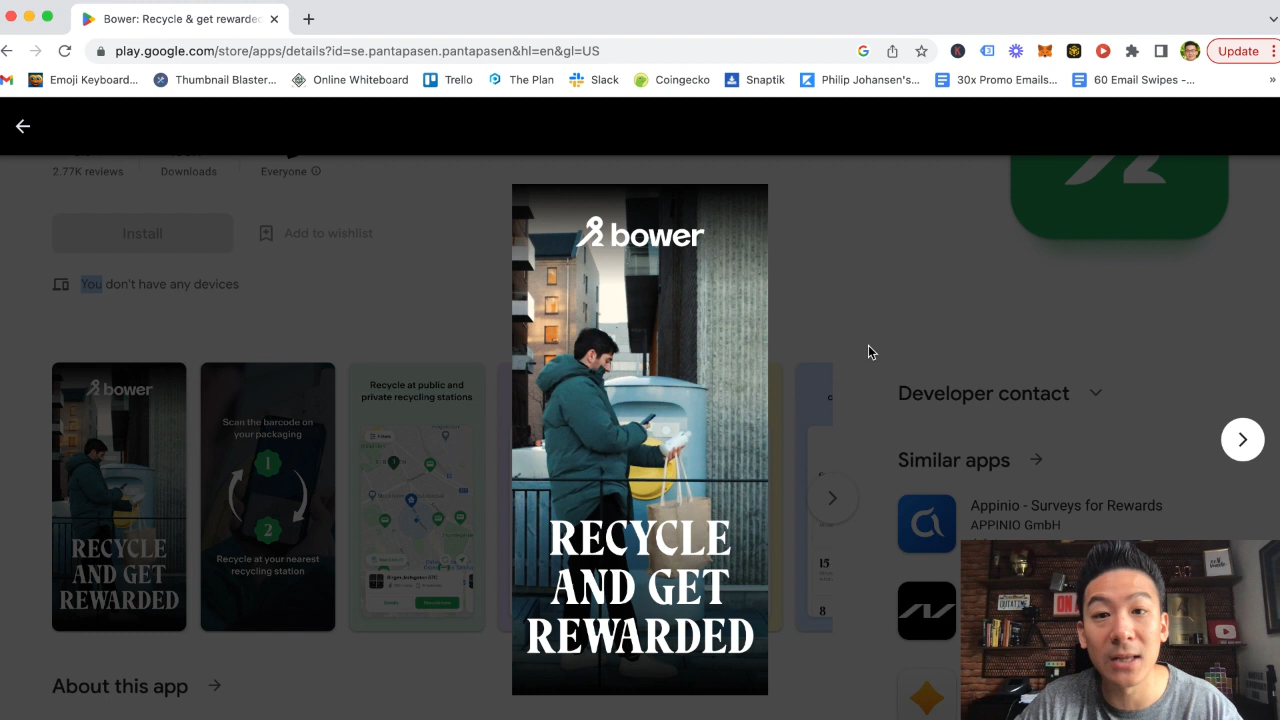 Bower: Recycle & get rewarded
play.google.com/store/apps/details?id=se.pantapasen.pantapasen&hl=en&gl=US
Update
Emoji Keyboard...
Thumbnail Blaster...
Online Whiteboard
Trello
The Plan
Slack
Coingecko
Snaptik
Philip Johansen's...
30x Promo Emails...
60 Email Swipes -...
»
2.77K reviews
Downloads
Everyone
Install
Add to wishlist
You don't have any devices
bower
RECYCLE
AND GET
REWARDED
Scan the barcode on
your packaging
1
2
Recycle at your nearest
recycling station
Recycle at public and
private recycling stations
bower
RECYCLE
AND GET
REWARDED
15
8
Developer contact
Similar apps
Appinio - Surveys for Rewards
APPINIO GmbH
ON
About this app